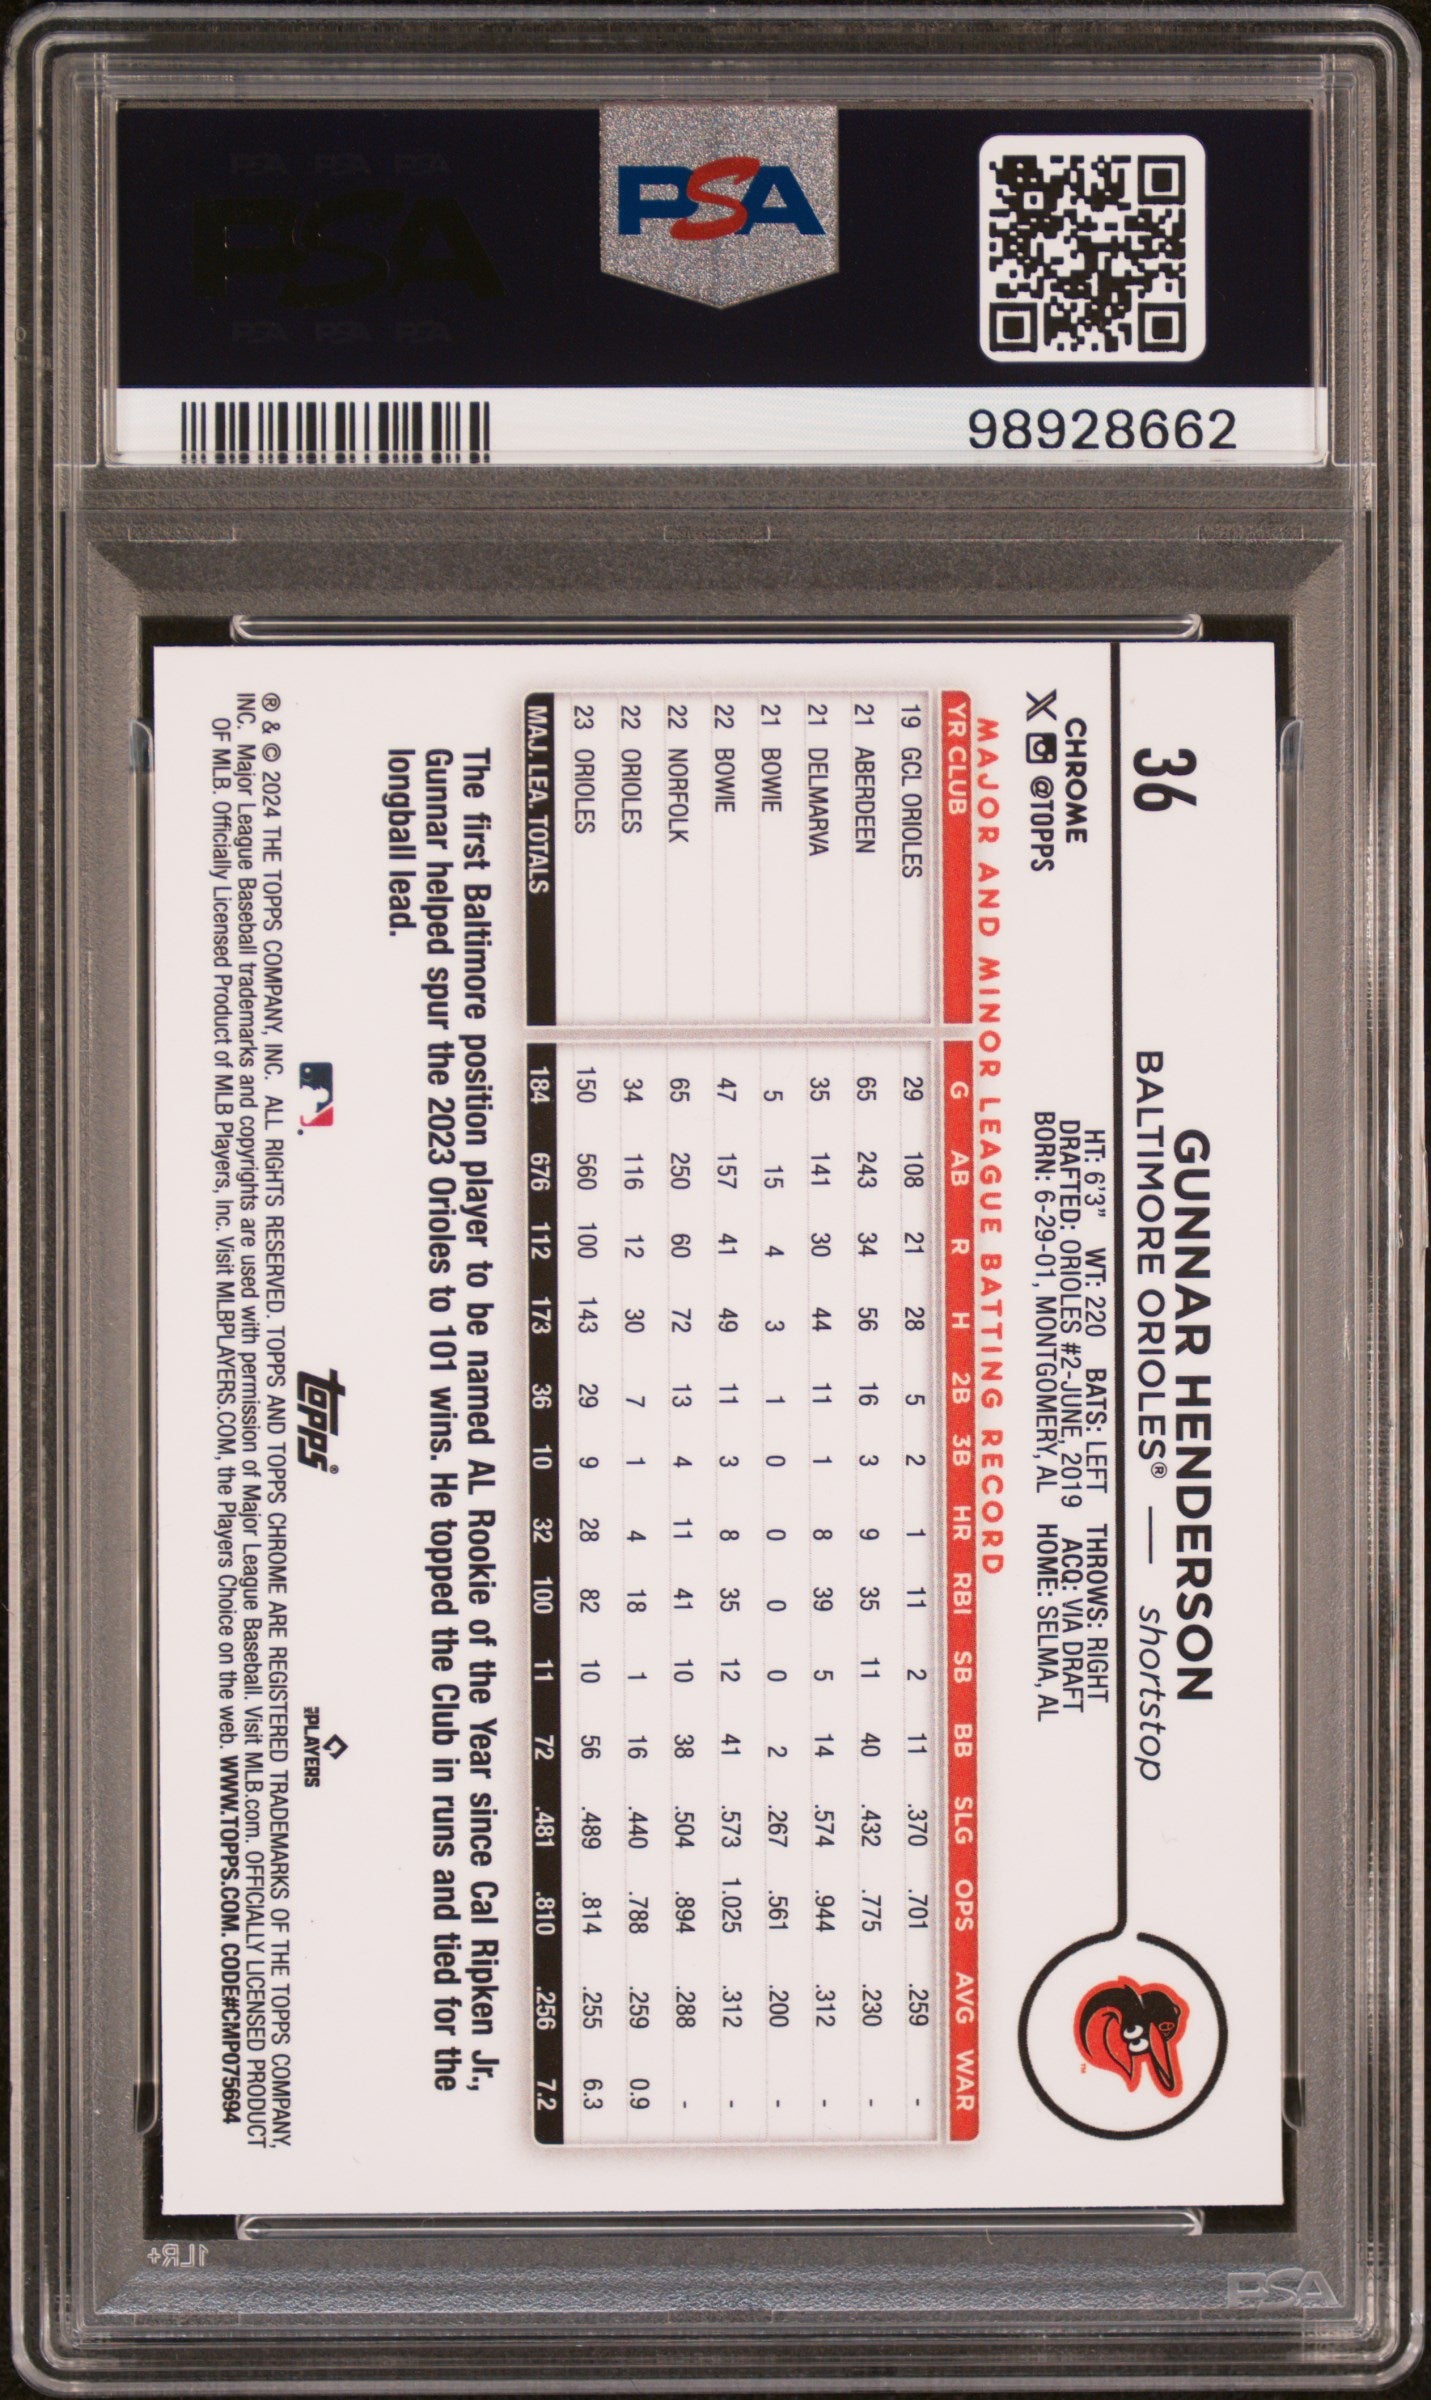 PSA
98928662
36
GUNNAR HENDERSON
BALTIMORE ORIOLES® — shortstop
CHROME
@TOPPS
HT: 6'3" WT: 220 BATS: LEFT THROWS: RIGHT
DRAFTED: ORIOLES #2-JUNE, 2019 ACQ: VIA DRAFT
BORN: 6-29-01, MONTGOMERY, AL HOME: SELMA, AL
MAJOR AND MINOR LEAGUE BATTING RECORD
YR CLUB G AB R H 2B 3B HR RBI SB BB SLG OPS AVG WAR
19 GCL ORIOLES 29 108 21 28 5 2 1 11 2 11 .370 .701 .259 -
21 ABERDEEN 65 243 34 56 16 3 9 35 11 40 .432 .775 .230 -
21 DELMARVA 35 141 30 44 11 1 8 39 5 14 .574 .944 .312 -
21 BOWIE 5 15 4 3 1 0 0 0 0 2 .267 .561 .200 -
22 BOWIE 47 157 41 49 11 3 8 35 12 41 .573 1.025 .312 -
22 NORFOLK 65 250 60 72 13 4 11 41 10 38 .504 .894 .288 -
22 ORIOLES 34 116 12 30 7 1 4 18 1 16 .440 .788 .259 0.9
23 ORIOLES 150 560 100 143 29 9 28 82 10 56 .489 .814 .255 6.3
MAJ. LEA. TOTALS 184 676 112 173 36 10 32 100 11 72 .481 .810 .256 7.2
The first Baltimore position player to be named AL Rookie of the Year since Cal Ripken Jr.,
Gunnar helped spur the 2023 Orioles to 101 wins. He topped the Club in runs and tied for the
longball lead.
topps®
PLAYERS
® & © 2024 THE TOPPS COMPANY, INC. ALL RIGHTS RESERVED. TOPPS AND TOPPS CHROME ARE REGISTERED TRADEMARKS OF THE TOPPS COMPANY,
INC. Major League Baseball trademarks and copyrights are used with permission of Major League Baseball. Visit MLB.com. OFFICIALLY LICENSED PRODUCT
OF MLB. Officially Licensed Product of MLB Players, Inc. Visit MLBPLAYERS.COM, the Players Choice on the web. WWW.TOPPS.COM. CODE#CMP075694
1LR+
PSA